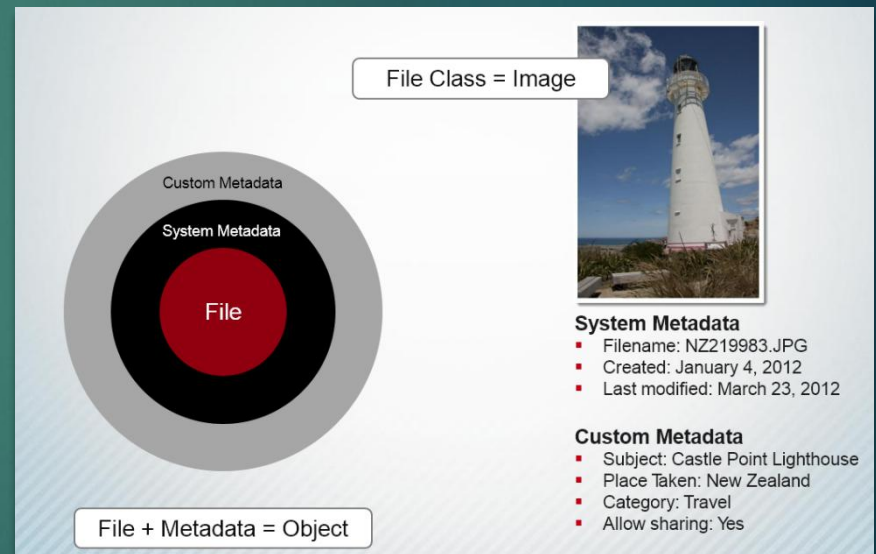 File Class = Image
Custom Metadata
System Metadata
File
File + Metadata = Object
System Metadata
▪ Filename: NZ219983.JPG
▪ Created: January 4, 2012
▪ Last modified: March 23, 2012
Custom Metadata
▪ Subject: Castle Point Lighthouse
▪ Place Taken: New Zealand
▪ Category: Travel
▪ Allow sharing: Yes